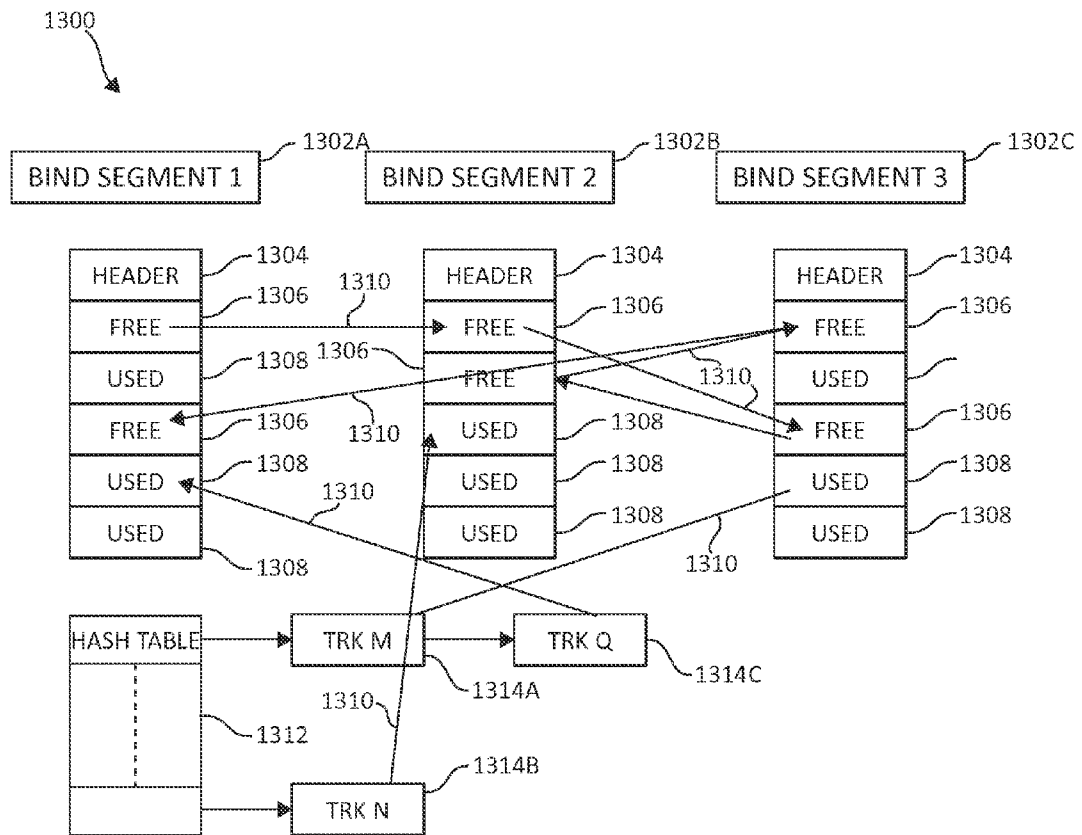 1300
1302A 1302B 1302C
BIND SEGMENT 1 BIND SEGMENT 2 BIND SEGMENT 3
HEADER 1304 HEADER 1304 HEADER 1304
1306 1310
FREE FREE 1306 FREE 1306
1306
USED 1308 FREE 1310 USED
1310
FREE 1306 USED 1308 FREE 1306
USED 1308 1310 USED 1308 USED 1308
USED USED 1308 1310 USED 1308
1308
HASH TABLE TRK M TRK Q
1314A 1314C
1310
1312
1314B
TRK N